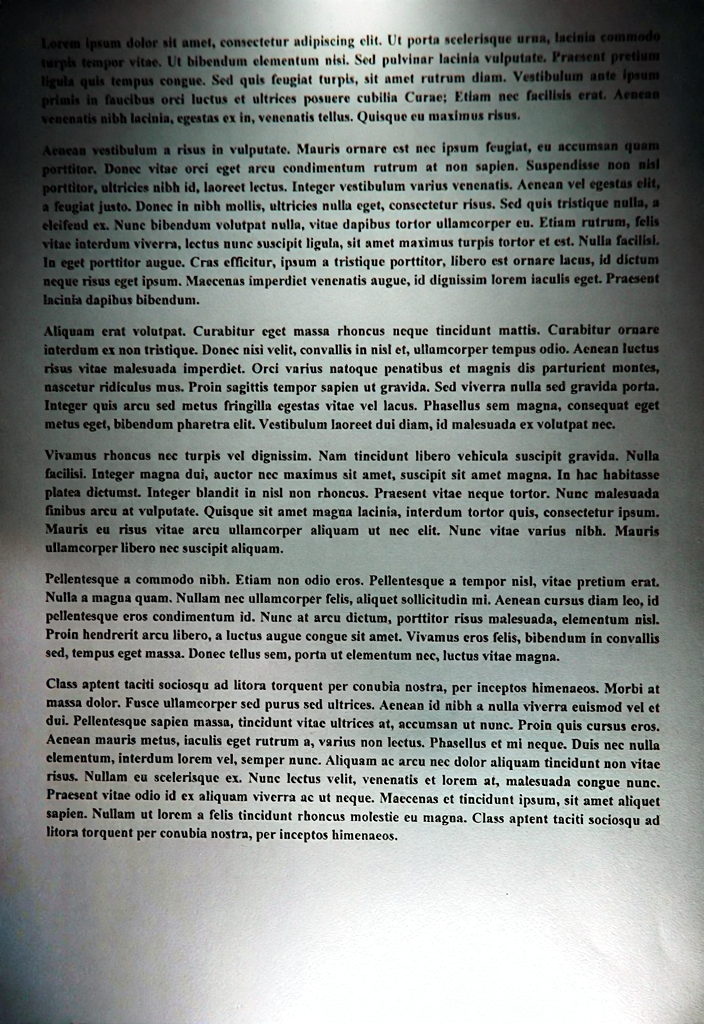 Lorem ipsum dolor sit amet, consectetur adipiscing elit. Ut porta scelerisque urna, lacinia commodo
turpis tempor vitae. Ut bibendum elementum nisi. Sed pulvinar lacinia vulputate. Praesent pretium
ligula quis tempus congue. Sed quis feugiat turpis, sit amet rutrum diam. Vestibulum ante ipsum
primis in faucibus orci luctus et ultrices posuere cubilia Curae; Etiam nec facilisis erat. Aenean
venenatis nibh lacinia, egestas ex in, venenatis tellus. Quisque eu maximus risus.
Aenean vestibulum a risus in vulputate. Mauris ornare est nec ipsum feugiat, eu accumsan quam
porttitor. Donec vitae orci eget arcu condimentum rutrum at non sapien. Suspendisse non nisl
porttitor, ultricies nibh id, laoreet lectus. Integer vestibulum varius venenatis. Aenean vel egestas elit,
a feugiat justo. Donec in nibh mollis, ultricies nulla eget, consectetur risus. Sed quis tristique nulla, a
eleifend ex. Nunc bibendum volutpat nulla, vitae dapibus tortor ullamcorper eu. Etiam rutrum, felis
vitae interdum viverra, lectus nunc suscipit ligula, sit amet maximus turpis tortor et est. Nulla facilisi.
In eget porttitor augue. Cras efficitur, ipsum a tristique porttitor, libero est ornare lacus, id dictum
neque risus eget ipsum. Maecenas imperdiet venenatis augue, id dignissim lorem iaculis eget. Praesent
lacinia dapibus bibendum.
Aliquam erat volutpat. Curabitur eget massa rhoncus neque tincidunt mattis. Curabitur ornare
interdum ex non tristique. Donec nisi velit, convallis in nisl et, ullamcorper tempus odio. Aenean luctus
risus vitae malesuada imperdiet. Orci varius natoque penatibus et magnis dis parturient montes,
nascetur ridiculus mus. Proin sagittis tempor sapien ut gravida. Sed viverra nulla sed gravida porta.
Integer quis arcu sed metus fringilla egestas vitae vel lacus. Phasellus sem magna, consequat eget
metus eget, bibendum pharetra elit. Vestibulum laoreet dui diam, id malesuada ex volutpat nec.
Vivamus rhoncus nec turpis vel dignissim. Nam tincidunt libero vehicula suscipit gravida. Nulla
facilisi. Integer magna dui, auctor nec maximus sit amet, suscipit sit amet magna. In hac habitasse
platea dictumst. Integer blandit in nisl non rhoncus. Praesent vitae neque tortor. Nunc malesuada
finibus arcu at vulputate. Quisque sit amet magna lacinia, interdum tortor quis, consectetur ipsum.
Mauris eu risus vitae arcu ullamcorper aliquam ut nec elit. Nunc vitae varius nibh. Mauris
ullamcorper libero nec suscipit aliquam.
Pellentesque a commodo nibh. Etiam non odio eros. Pellentesque a tempor nisl, vitae pretium erat.
Nulla a magna quam. Nullam nec ullamcorper felis, aliquet sollicitudin mi. Aenean cursus diam leo, id
pellentesque eros condimentum id. Nunc at arcu dictum, porttitor risus malesuada, elementum nisl.
Proin hendrerit arcu libero, a luctus augue congue sit amet. Vivamus eros felis, bibendum in convallis
sed, tempus eget massa. Donec tellus sem, porta ut elementum nec, luctus vitae magna.
Class aptent taciti sociosqu ad litora torquent per conubia nostra, per inceptos himenaeos. Morbi at
massa dolor. Fusce ullamcorper sed purus sed ultrices. Aenean id nibh a nulla viverra euismod vel et
dui. Pellentesque sapien massa, tincidunt vitae ultrices at, accumsan ut nunc. Proin quis cursus eros.
Aenean mauris metus, iaculis eget rutrum a, varius non lectus. Phasellus et mi neque. Duis nec nulla
elementum, interdum lorem vel, semper nunc. Aliquam ac arcu nec dolor aliquam tincidunt non vitae
risus. Nullam eu scelerisque ex. Nunc lectus velit, venenatis et lorem at, malesuada congue nunc.
Praesent vitae odio id ex aliquam viverra ac ut neque. Maecenas et tincidunt ipsum, sit amet aliquet
sapien. Nullam ut lorem a felis tincidunt rhoncus molestie eu magna. Class aptent taciti sociosqu ad
litora torquent per conubia nostra, per inceptos himenaeos.